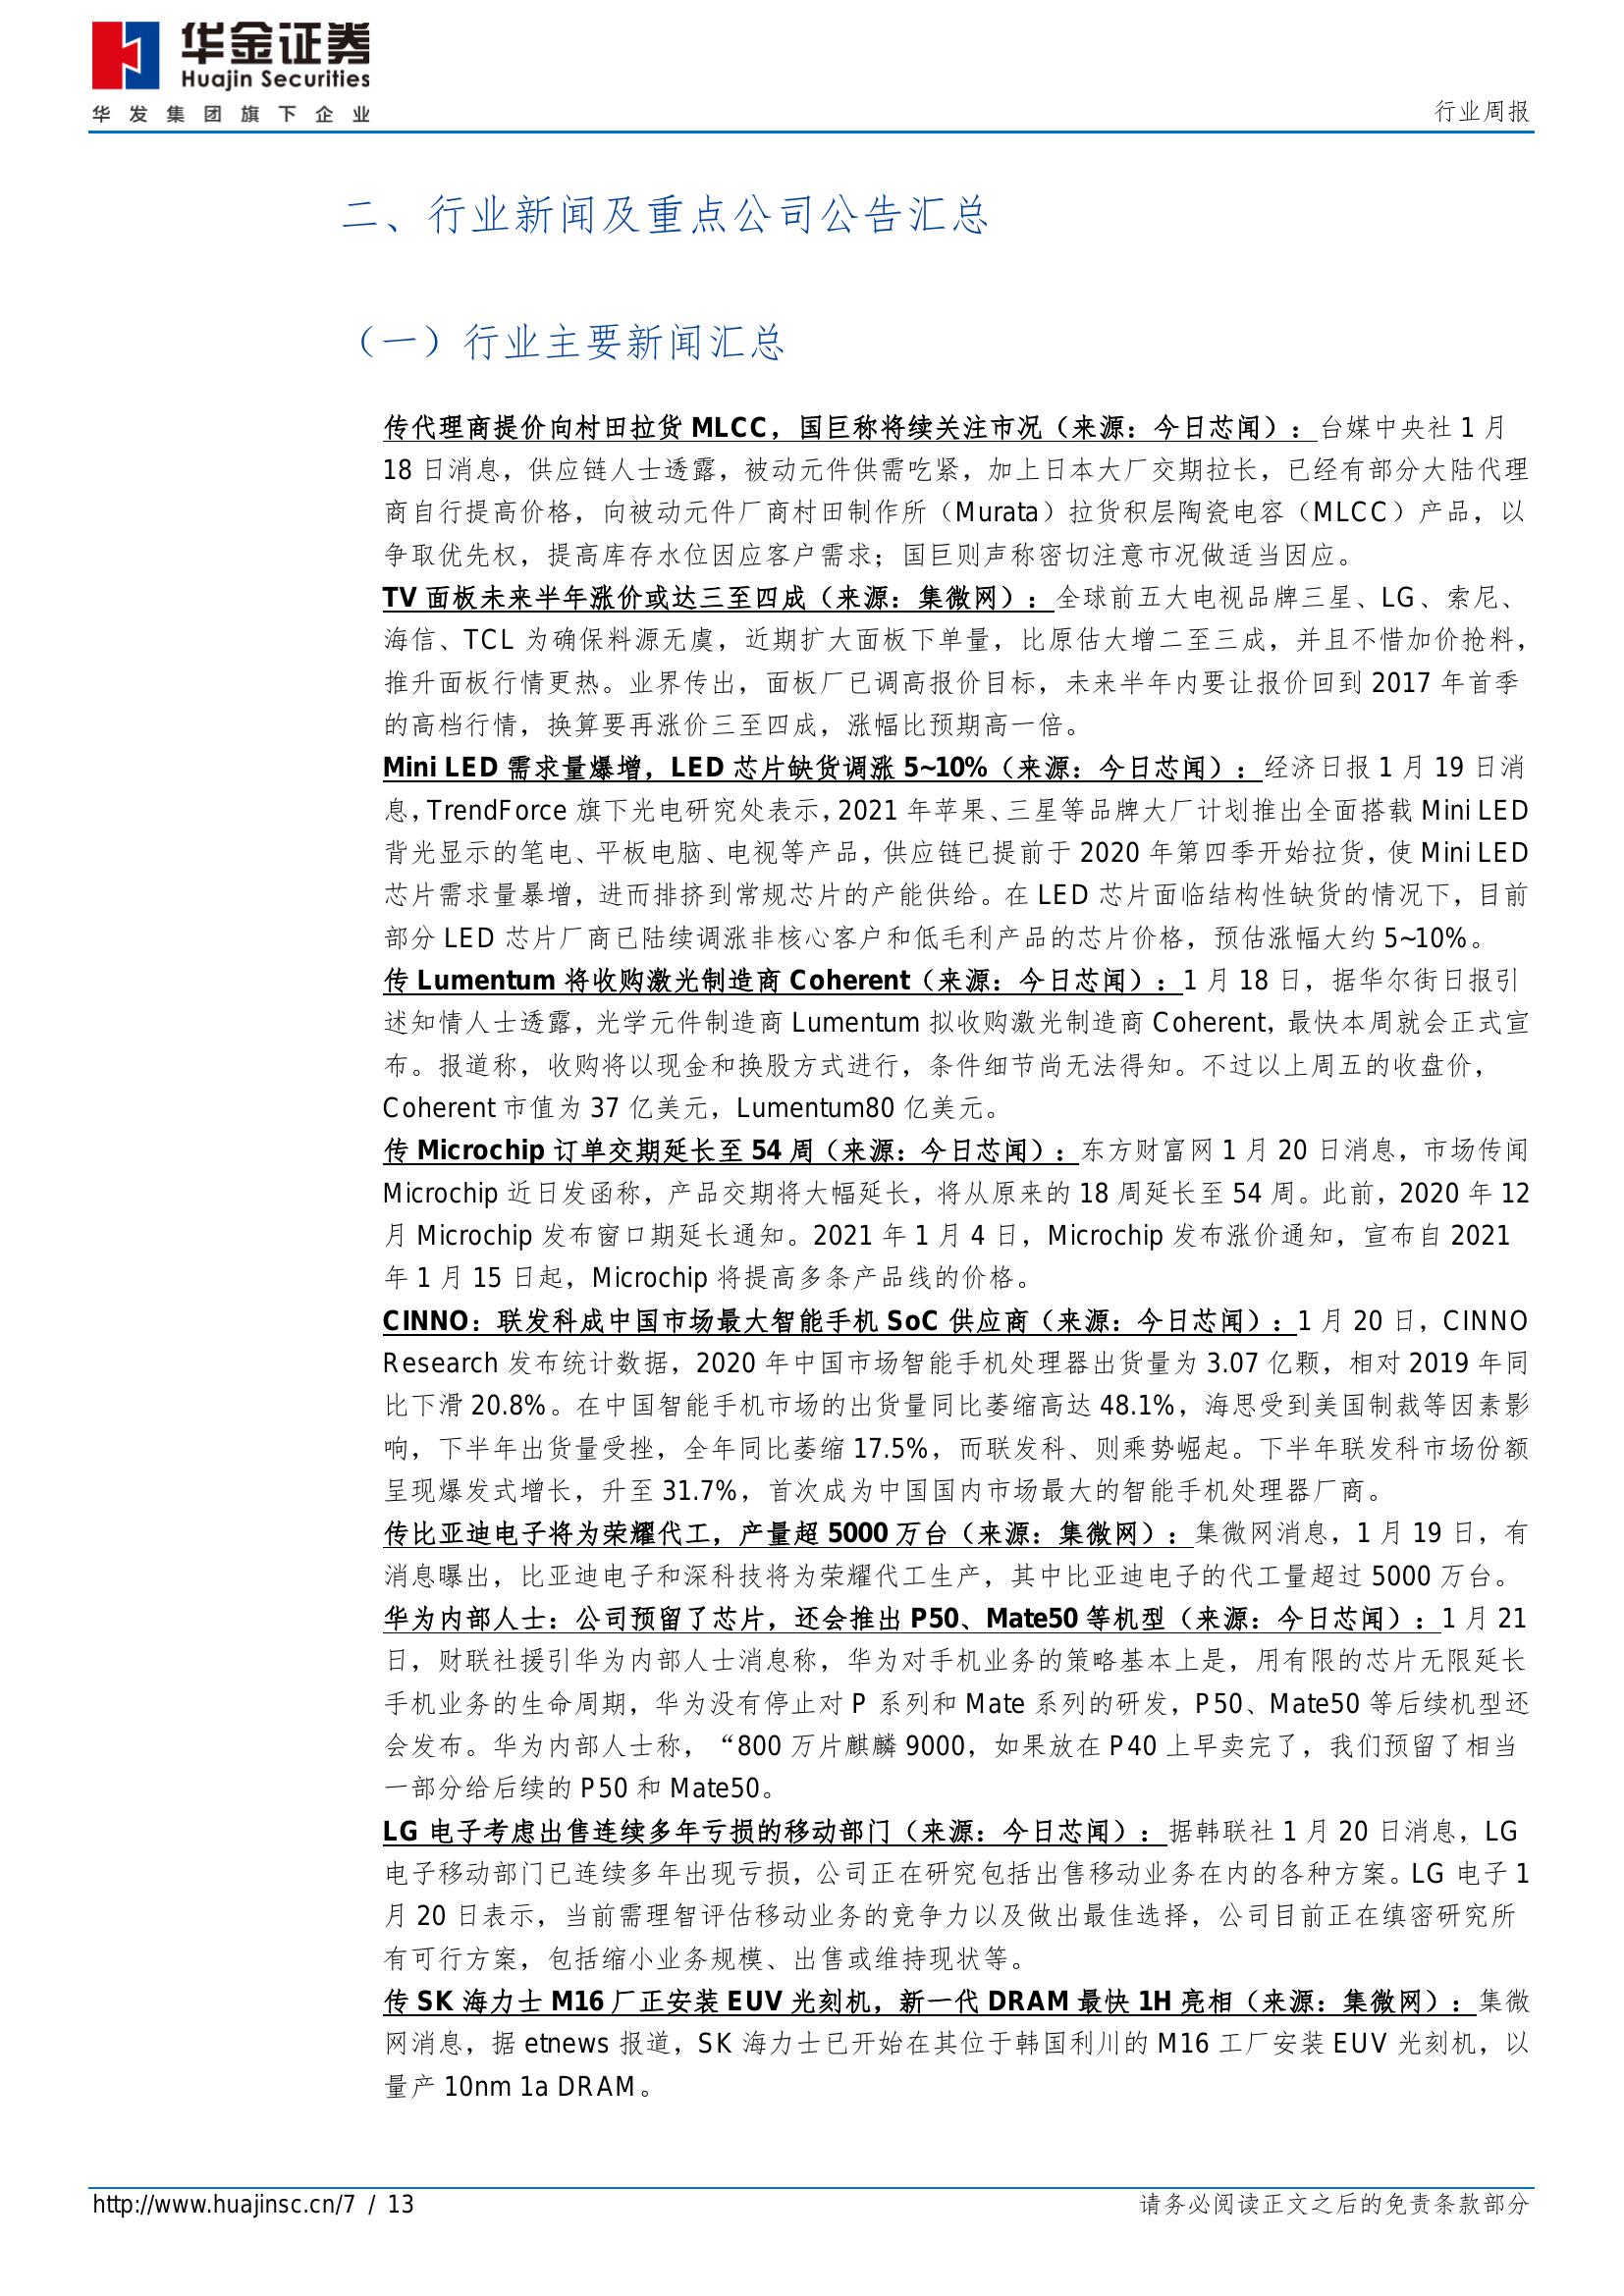 华金证券
Huajin Securities
华发集团旗下企业
行业周报
二、行业新闻及重点公司公告汇总
（一）行业主要新闻汇总
传代理商提价向村田拉货 MLCC，国巨称将续关注市况（来源：今日芯闻）：台媒中央社 1 月
18 日消息，供应链人士透露，被动元件供需吃紧，加上日本大厂交期拉长，已经有部分大陆代理
商自行提高价格，向被动元件厂商村田制作所（Murata）拉货积层陶瓷电容（MLCC）产品，以
争取优先权，提高库存水位因应客户需求；国巨则声称密切注意市况做适当因应。
TV 面板未来半年涨价或达三至四成（来源：集微网）：全球前五大电视品牌三星、LG、索尼、
海信、TCL 为确保料源无虞，近期扩大面板下单量，比原估大增二至三成，并且不惜加价抢料，
推升面板行情更热。业界传出，面板厂已调高报价目标，未来半年内要让报价回到 2017 年首季
的高档行情，换算要再涨价三至四成，涨幅比预期高一倍。
Mini LED 需求量爆增，LED 芯片缺货调涨 5~10%（来源：今日芯闻）：经济日报 1 月 19 日消
息，TrendForce 旗下光电研究处表示，2021 年苹果、三星等品牌大厂计划推出全面搭载 Mini LED
背光显示的笔电、平板电脑、电视等产品，供应链已提前于 2020 年第四季开始拉货，使 Mini LED
芯片需求量暴增，进而排挤到常规芯片的产能供给。在 LED 芯片面临结构性缺货的情况下，目前
部分 LED 芯片厂商已陆续调涨非核心客户和低毛利产品的芯片价格，预估涨幅大约 5~10%。
传 Lumentum 将收购激光制造商 Coherent（来源：今日芯闻）：1 月 18 日，据华尔街日报引
述知情人士透露，光学元件制造商 Lumentum 拟收购激光制造商 Coherent，最快本周就会正式宣
布。报道称，收购将以现金和换股方式进行，条件细节尚无法得知。不过以上周五的收盘价，
Coherent 市值为 37 亿美元，Lumentum80 亿美元。
传 Microchip 订单交期延长至 54 周（来源：今日芯闻）：东方财富网 1 月 20 日消息，市场传闻
Microchip 近日发函称，产品交期将大幅延长，将从原来的 18 周延长至 54 周。此前，2020 年 12
月 Microchip 发布窗口期延长通知。2021 年 1 月 4 日，Microchip 发布涨价通知，宣布自 2021
年 1 月 15 日起，Microchip 将提高多条产品线的价格。
CINNO：联发科成中国市场最大智能手机 SoC 供应商（来源：今日芯闻）：1 月 20 日，CINNO
Research 发布统计数据，2020 年中国市场智能手机处理器出货量为 3.07 亿颗，相对 2019 年同
比下滑 20.8%。在中国智能手机市场的出货量同比萎缩高达 48.1%，海思受到美国制裁等因素影
响，下半年出货量受挫，全年同比萎缩 17.5%，而联发科、则乘势崛起。下半年联发科市场份额
呈现爆发式增长，升至 31.7%，首次成为中国国内市场最大的智能手机处理器厂商。
传比亚迪电子将为荣耀代工，产量超 5000 万台（来源：集微网）：集微网消息，1 月 19 日，有
消息曝出，比亚迪电子和深科技将为荣耀代工生产，其中比亚迪电子的代工量超过 5000 万台。
华为内部人士：公司预留了芯片，还会推出 P50、Mate50 等机型（来源：今日芯闻）：1 月 21
日，财联社援引华为内部人士消息称，华为对手机业务的策略基本上是，用有限的芯片无限延长
手机业务的生命周期，华为没有停止对 P 系列和 Mate 系列的研发，P50、Mate50 等后续机型还
会发布。华为内部人士称，“800 万片麒麟 9000，如果放在 P40 上早卖完了，我们预留了相当
一部分给后续的 P50 和 Mate50。
LG 电子考虑出售连续多年亏损的移动部门（来源：今日芯闻）：据韩联社 1 月 20 日消息，LG
电子移动部门已连续多年出现亏损，公司正在研究包括出售移动业务在内的各种方案。LG 电子 1
月 20 日表示，当前需理智评估移动业务的竞争力以及做出最佳选择，公司目前正在缜密研究所
有可行方案，包括缩小业务规模、出售或维持现状等。
传 SK 海力士 M16 厂正安装 EUV 光刻机，新一代 DRAM 最快 1H 亮相（来源：集微网）：集微
网消息，据 etnews 报道，SK 海力士已开始在其位于韩国利川的 M16 工厂安装 EUV 光刻机，以
量产 10nm 1a DRAM。
http://www.huajinsc.cn/7 / 13
请务必阅读正文之后的免责条款部分